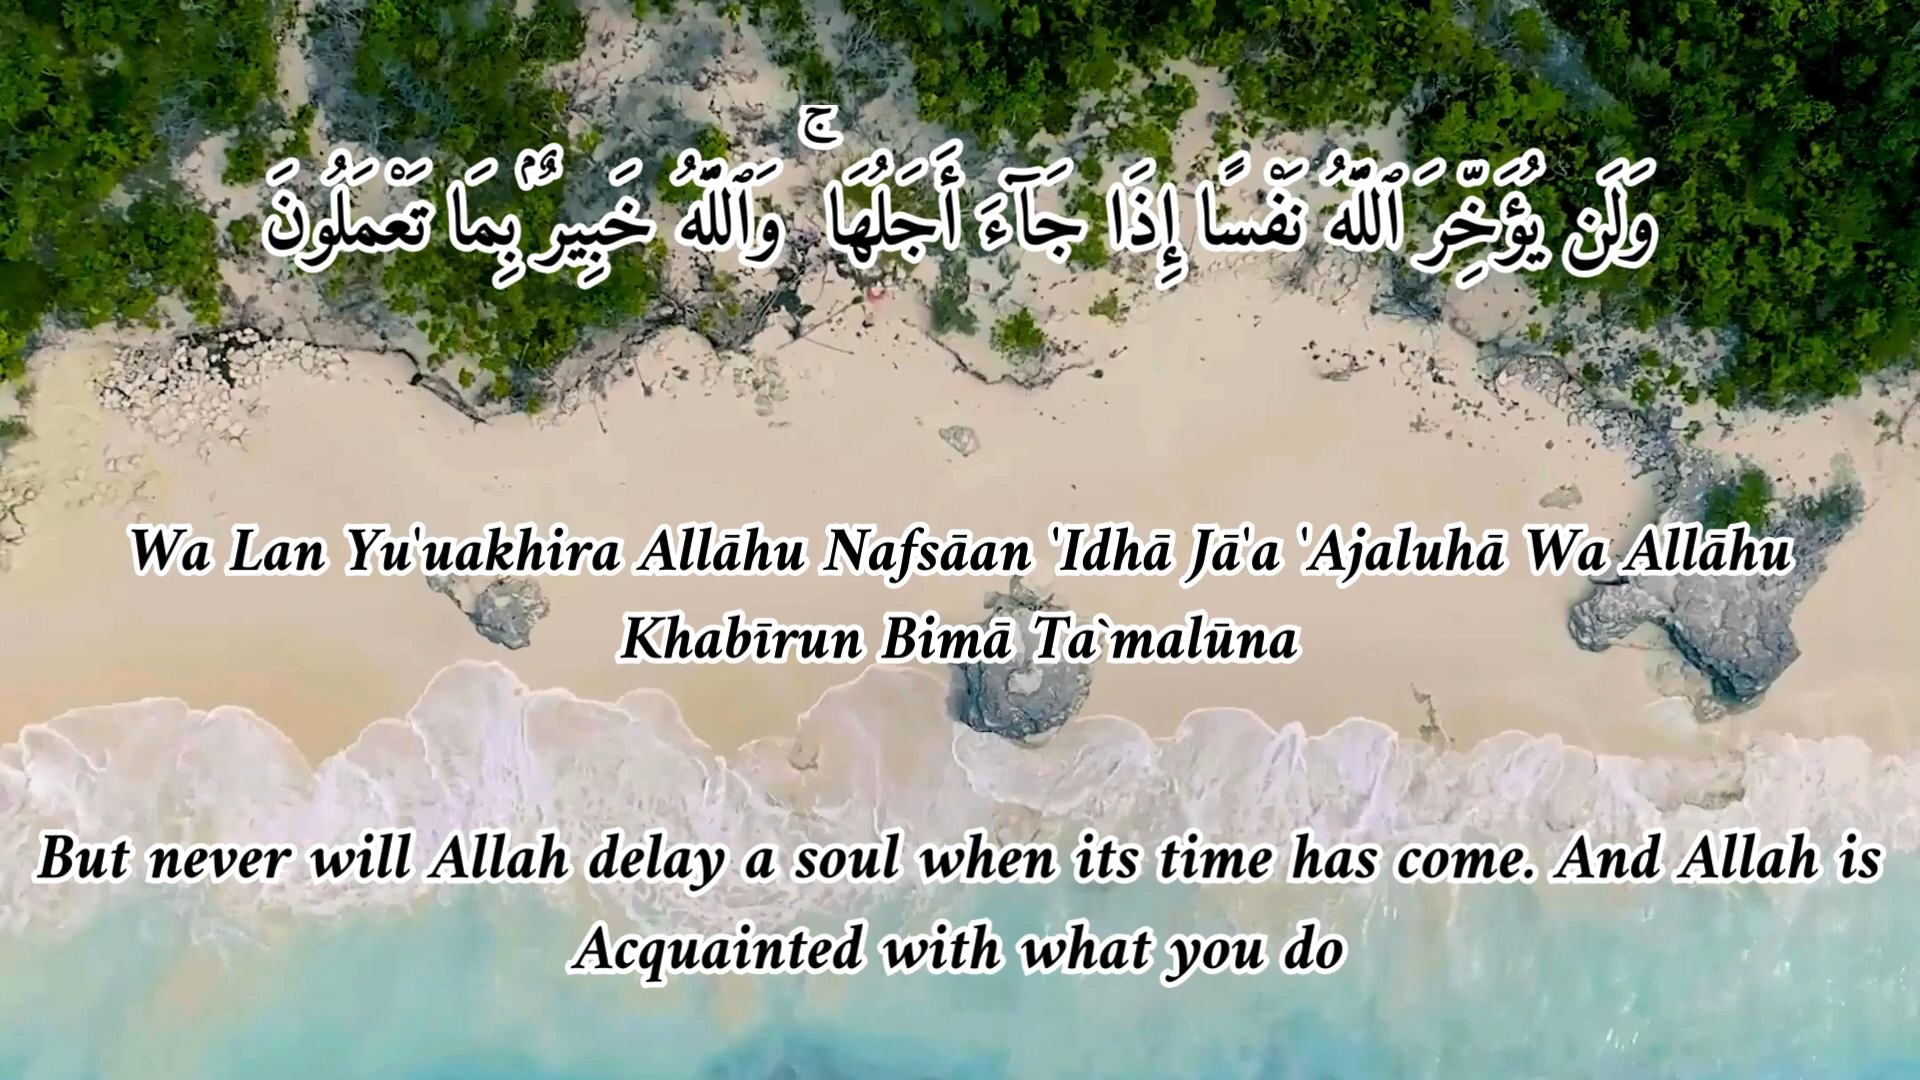 وَلَن يُؤَخِّرَ ٱللَّهُ نَفْسًا إِذَا جَآءَ أَجَلُهَا ۚ وَٱللَّهُ خَبِيرٌۢ بِمَا تَعْمَلُونَ
Wa Lan Yu'uakhira Allāhu Nafsāan 'Idhā Jā'a 'Ajaluhā Wa Allāhu
Khabīrun Bimā Ta`malūna
But never will Allah delay a soul when its time has come. And Allah is
Acquainted with what you do